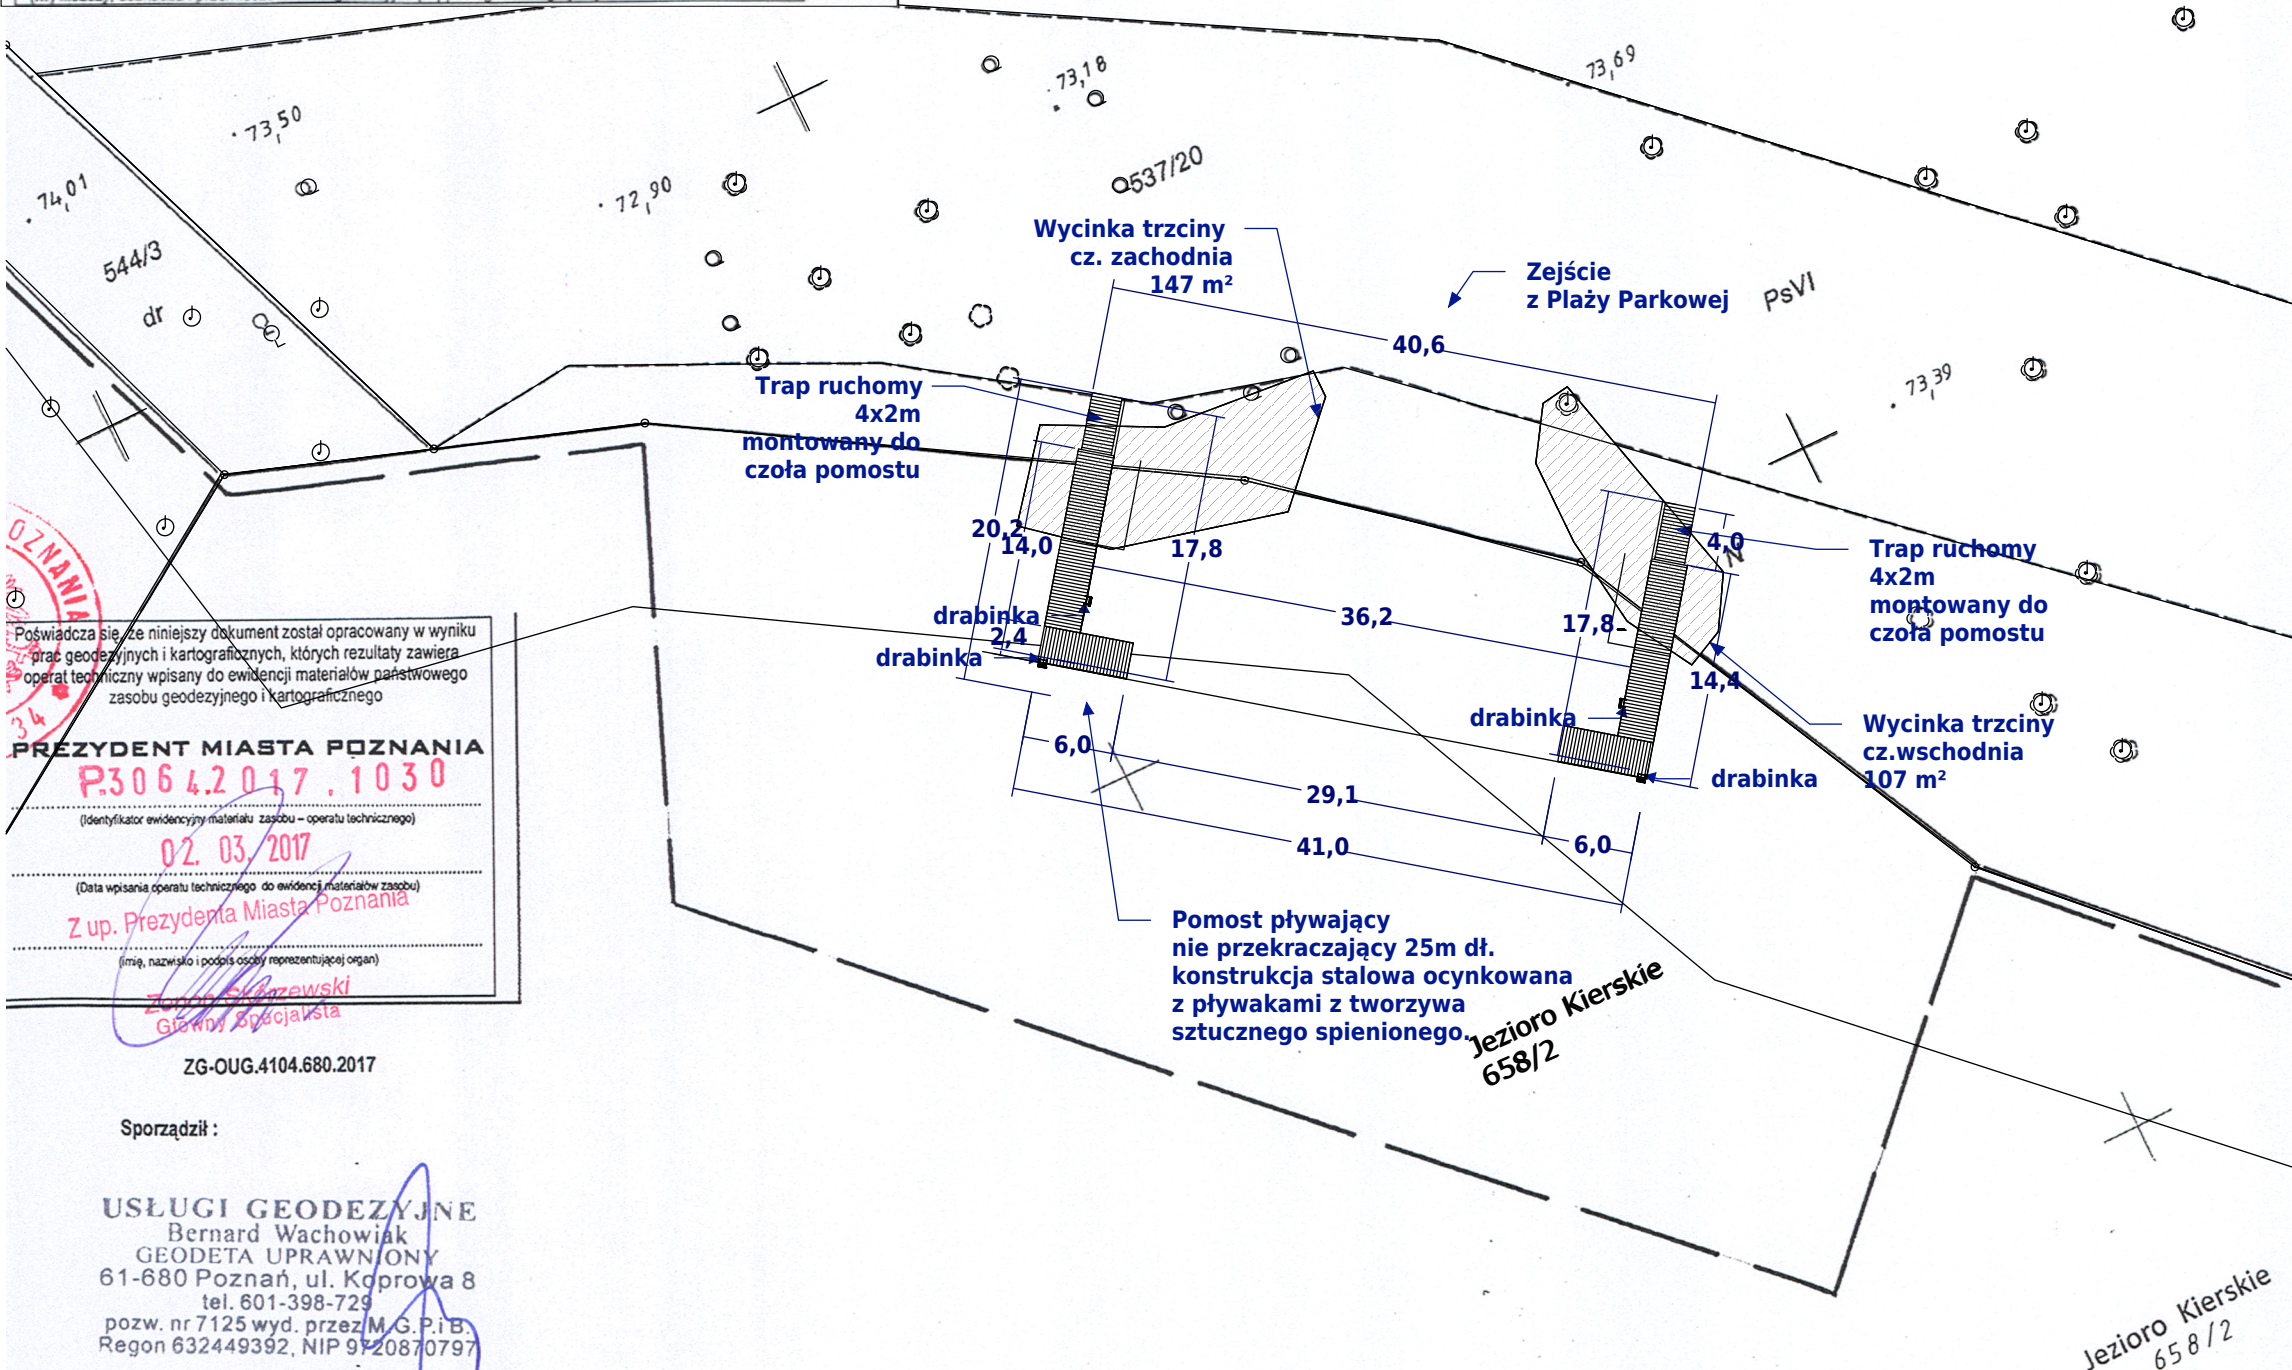 73,18
73,69
73,50
74,01
72,90
537/20
544/3
dr
Wycinka trzciny
cz. zachodnia
147 m²
Zejście
z Plaży Parkowej
PsVI
40,6
73,39
Trap ruchomy
4x2m
montowany do
czoła pomostu
20,2
14,0
17,8
4,0
N
Trap ruchomy
4x2m
montowany do
czoła pomostu
36,2
17,8
drabinka
2,4
drabinka
14,4
drabinka
drabinka
Wycinka trzciny
cz.wschodnia
107 m²
6,0
29,1
41,0
6,0
Pomost pływający
nie przekraczający 25m dł.
konstrukcja stalowa ocynkowana
z pływakami z tworzywa
sztucznego spienionego.
Jezioro Kierskie
658/2
OZNANIA
34
Poświadcza się, że niniejszy dokument został opracowany w wyniku
prac geodezyjnych i kartograficznych, których rezultaty zawiera
operat techniczny wpisany do ewidencji materiałów państwowego
zasobu geodezyjnego i kartograficznego
PREZYDENT MIASTA POZNANIA
P.3064.2017.1030
(Identyfikator ewidencyjny materiału zasobu – operatu technicznego)
02. 03. 2017
(Data wpisania operatu technicznego do ewidencji materiałów zasobu)
Z up. Prezydenta Miasta Poznania
(imię, nazwisko i podpis osoby reprezentującej organ)
Zenon Skórzewski
Główny Specjalista
ZG-OUG.4104.680.2017
Sporządził :
USŁUGI GEODEZYJNE
Bernard Wachowiak
GEODETA UPRAWNIONY
61-680 Poznań, ul. Koprowa 8
tel. 601-398-729
pozw. nr 7125 wyd. przez M.G.P.i B.
Regon 632449392, NIP 9720870797
Jezioro Kierskie
658/2